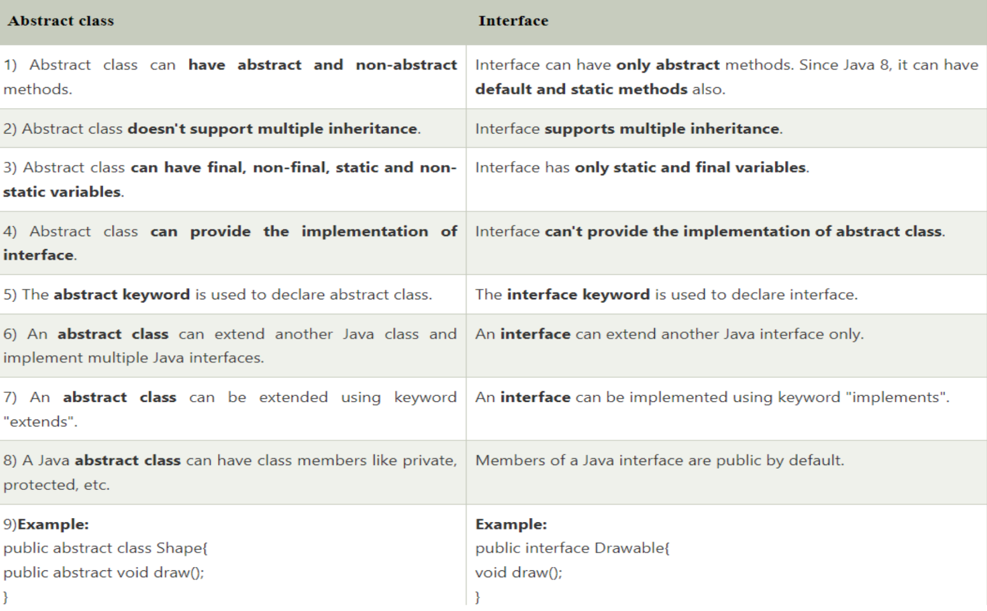 Abstract class
Interface
1) Abstract class can have abstract and non-abstract
methods.
Interface can have only abstract methods. Since Java 8, it can have
default and static methods also.
2) Abstract class doesn't support multiple inheritance.
Interface supports multiple inheritance.
3) Abstract class can have final, non-final, static and non-
static variables.
Interface has only static and final variables.
4) Abstract class can provide the implementation of
interface.
Interface can't provide the implementation of abstract class.
5) The abstract keyword is used to declare abstract class.
The interface keyword is used to declare interface.
6) An abstract class can extend another Java class and
implement multiple Java interfaces.
An interface can extend another Java interface only.
7) An abstract class can be extended using keyword
"extends".
An interface can be implemented using keyword "implements".
8) A Java abstract class can have class members like private,
protected, etc.
Members of a Java interface are public by default.
9)Example:
public abstract class Shape{
public abstract void draw();
}
Example:
public interface Drawable{
void draw();
}